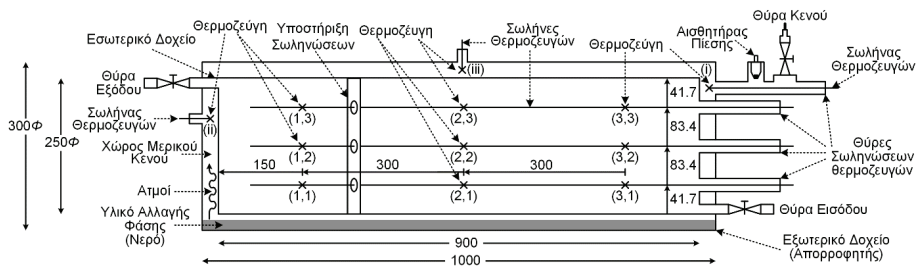 Θύρα Κενού
Θερμοζεύγη
Υποστήριξη
Σωληνώσεων
Θερμοζέυγη
Σωλήνες
Θερμοζευγών
Θερμοζεύγη
Αισθητήρας
Πίεσης
Εσωτερικό Δοχείο
(iii)
(i)
Σωλήνας
Θερμοζευγών
Θύρα
Εξόδου
41.7
Σωλήνας
Θερμοζευγών
(ii)
(1,3)
(2,3)
(3,3)
300Φ
250Φ
83.4
Χώρος Μερικού
Κενού
(1,2)
(2,2)
(3,2)
Θύρες
Σωληνώσεων
θερμοζευγών
150
300
300
83.4
Ατμοί
(1,1)
(2,1)
(3,1)
41.7
Υλικό Αλλαγής
Φάσης
(Νερό)
Θύρα Εισόδου
900
1000
Εξωτερικό Δοχείο
(Απορροφητής)